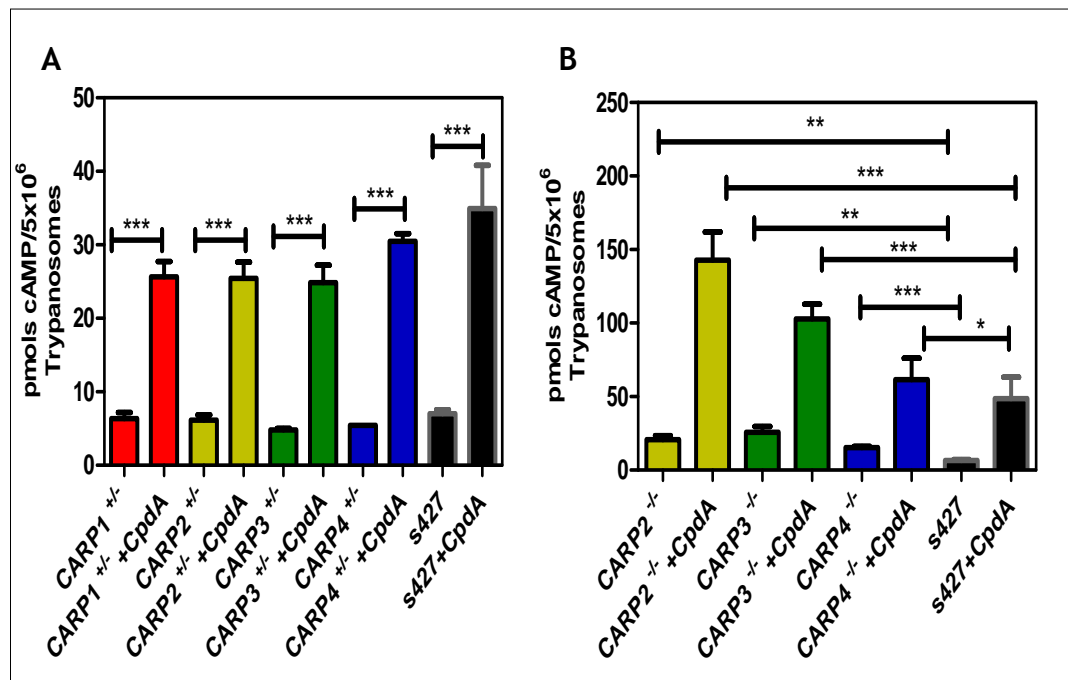 A
pmols cAMP/5x10⁶
Trypanosomes
50
40
30
20
10
0
***
***
***
***
***
CARP1 +/-
CARP1 +/- +CpdA
CARP2 +/-
CARP2 +/- +CpdA
CARP3 +/-
CARP3 +/- +CpdA
CARP4 +/-
CARP4 +/- +CpdA
s427
s427+CpdA
B
pmols cAMP/5x10⁶
Trypanosomes
250
200
150
100
50
0
**
***
**
***
***
*
CARP2 -/-
CARP2 -/- +CpdA
CARP3 -/-
CARP3 -/- +CpdA
CARP4 -/-
CARP4 -/- +CpdA
s427
s427+CpdA